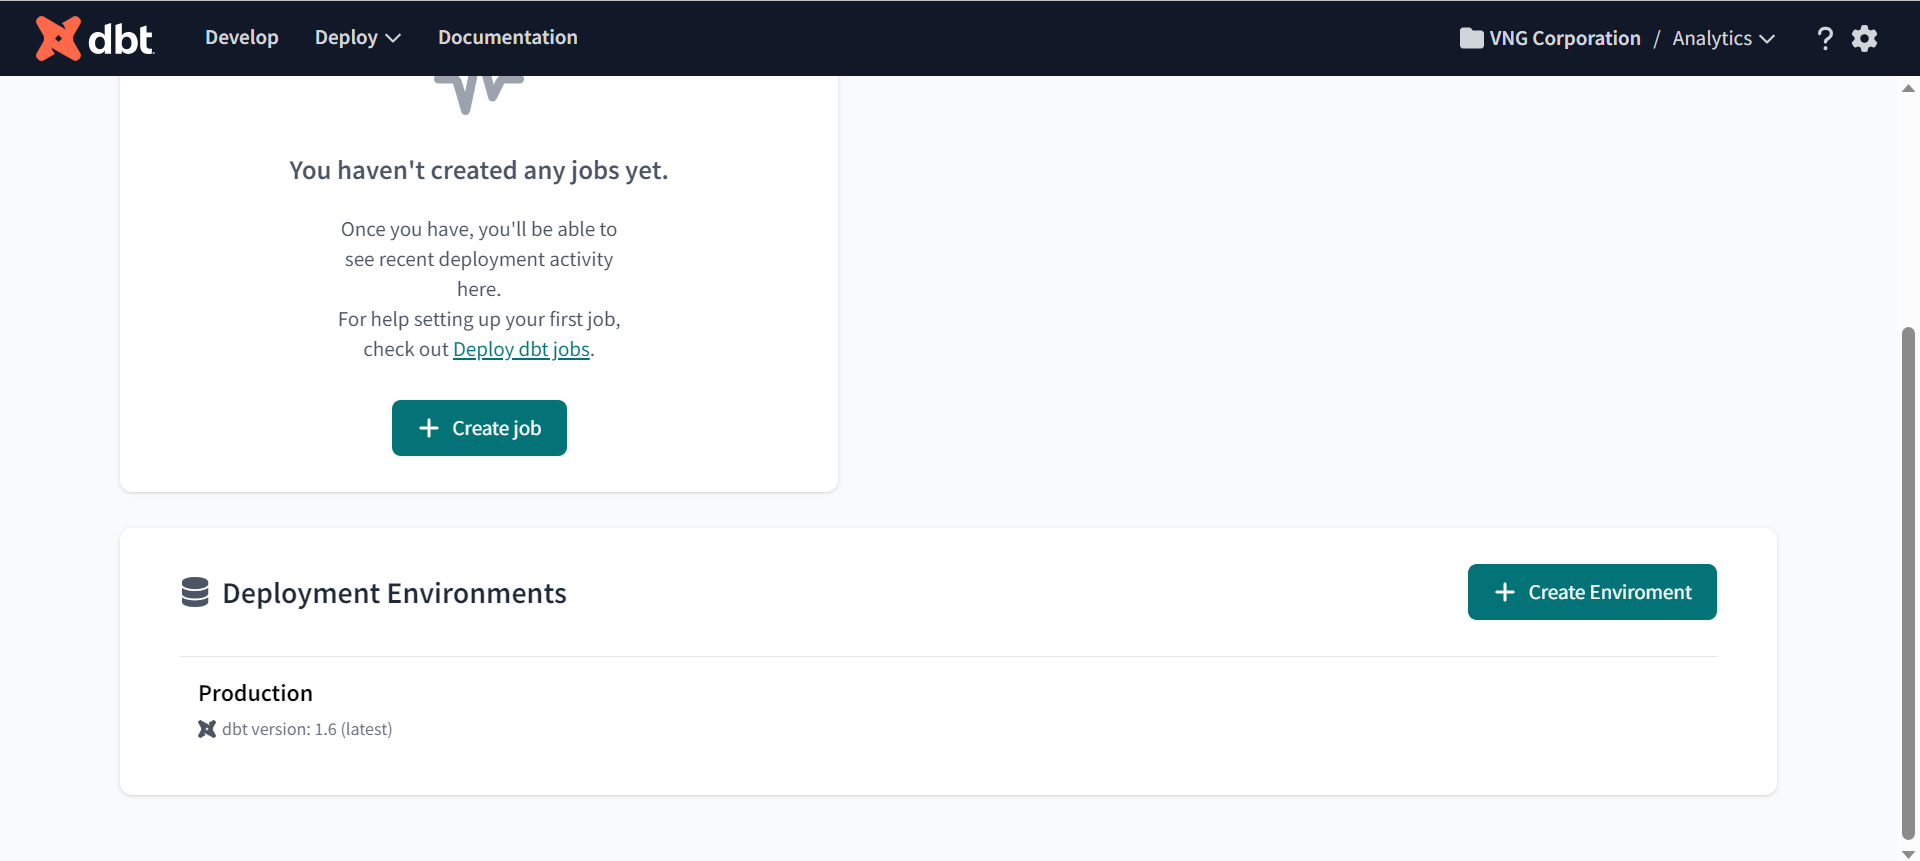 dbt
Develop
Deploy
Documentation
VNG Corporation / Analytics
?
You haven't created any jobs yet.
Once you have, you'll be able to
see recent deployment activity
here.
For help setting up your first job,
check out Deploy dbt jobs.
+ Create job
Deployment Environments
+ Create Enviroment
Production
dbt version: 1.6 (latest)